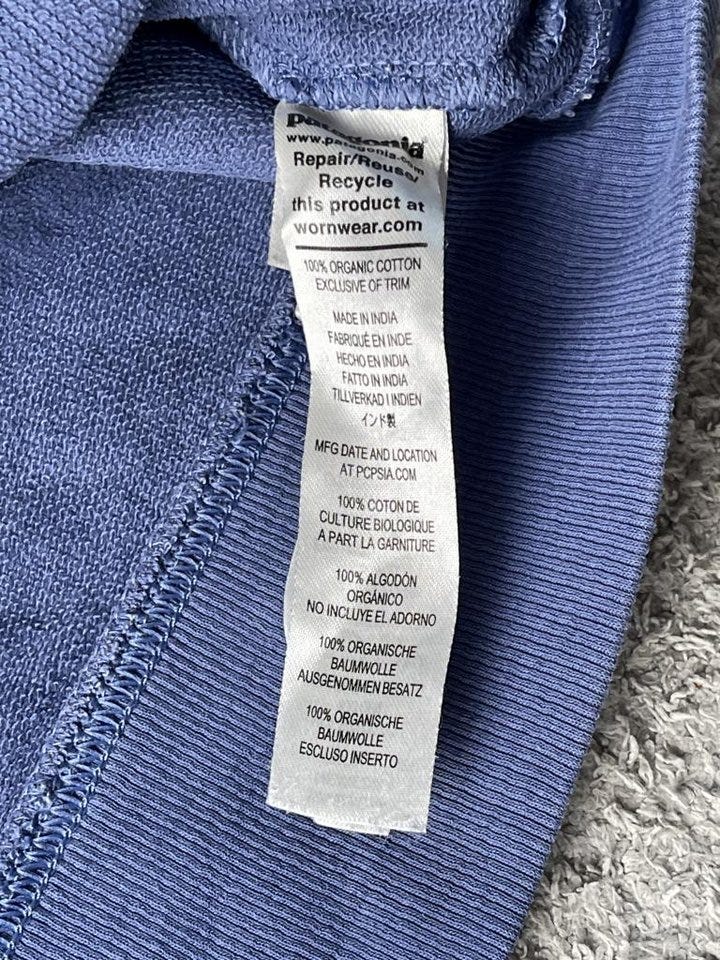 patagonia
www.patagonia.com
Repair/Reuse/
Recycle
this product at
wornwear.com
100% ORGANIC COTTON
EXCLUSIVE OF TRIM
MADE IN INDIA
FABRIQUÉ EN INDE
HECHO EN INDIA
FATTO IN INDIA
TILLVERKAD I INDIEN
インド製
MFG DATE AND LOCATION
AT PCPSIA.COM
100% COTON DE
CULTURE BIOLOGIQUE
A PART LA GARNITURE
100% ALGODÓN
ORGÁNICO
NO INCLUYE EL ADORNO
100% ORGANISCHE
BAUMWOLLE
AUSGENOMMEN BESATZ
100% ORGANISCHE
BAUMWOLLE
ESCLUSO INSERTO